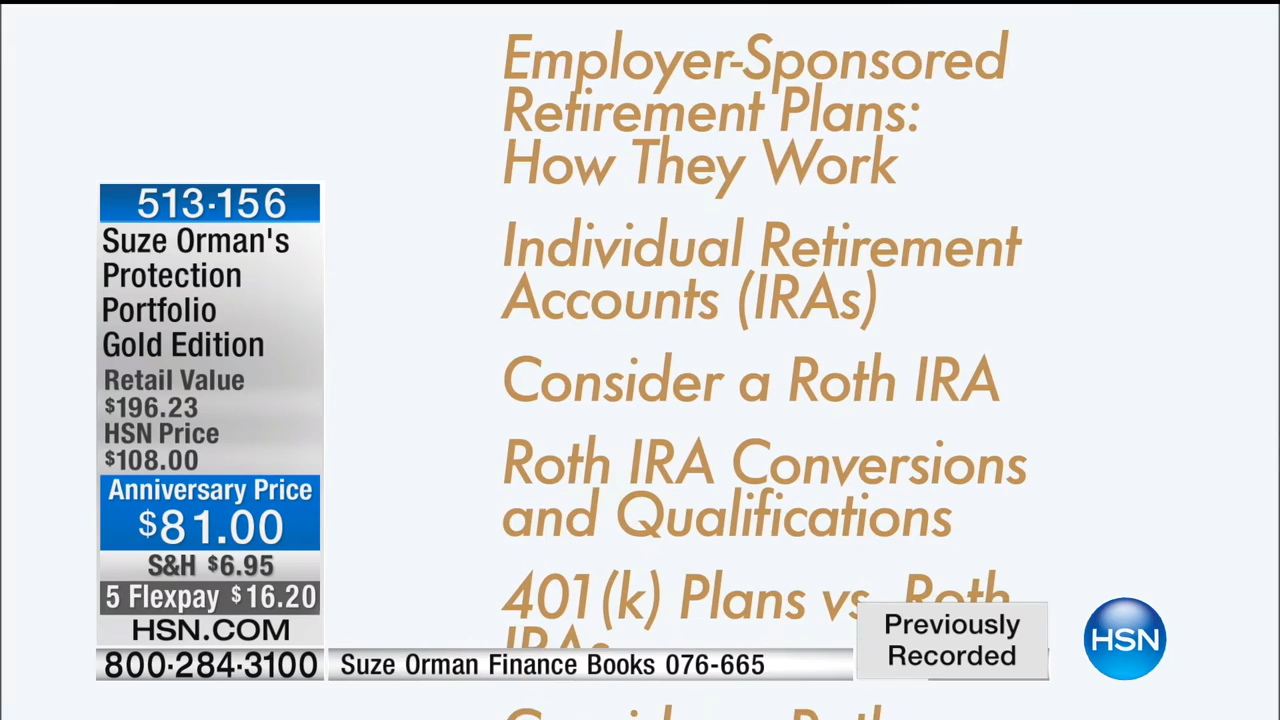 Employer-Sponsored
Retirement Plans:
How They Work
Individual Retirement
Accounts (IRAs)
Consider a Roth IRA
Roth IRA Conversions
and Qualifications
401(k) Plans vs. Roth
IRAs
513-156
Suze Orman's
Protection
Portfolio
Gold Edition
Retail Value
$196.23
HSN Price
$108.00
Anniversary Price
$81.00
S&H $6.95
5 Flexpay $16.20
HSN.COM
800·284·3100
Suze Orman Finance Books 076-665
Previously
Recorded
HSN